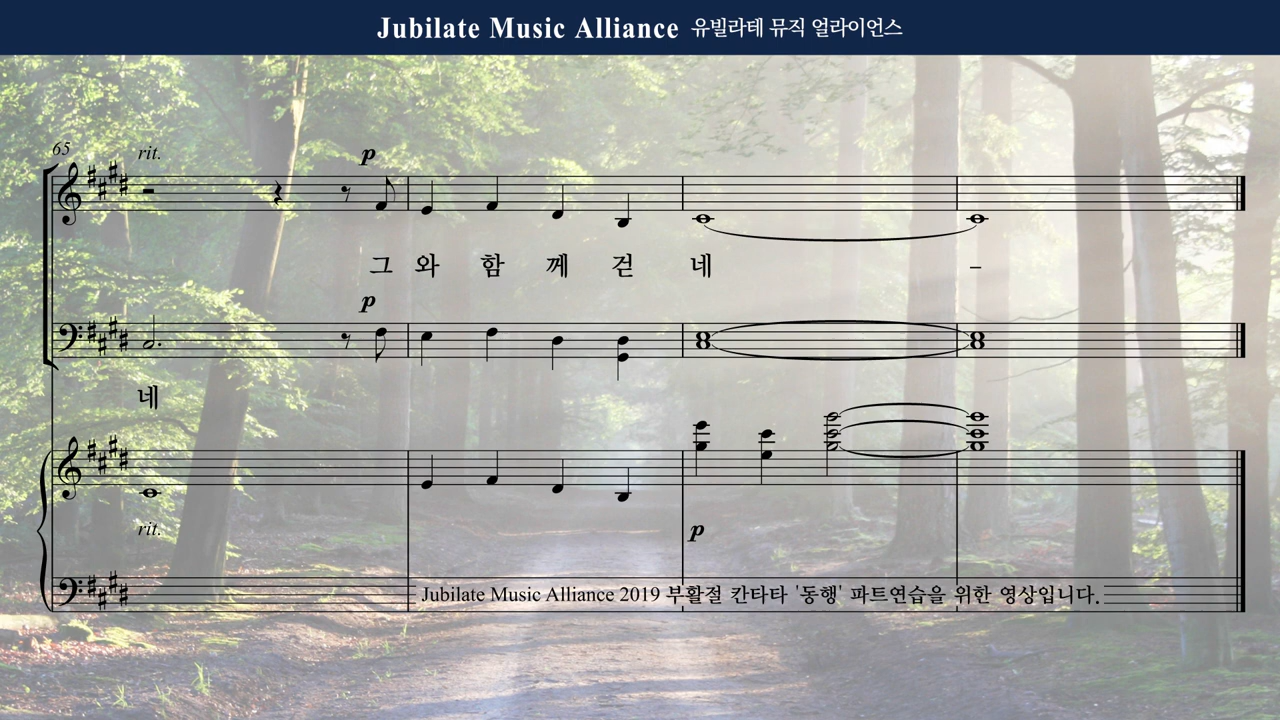 Jubilate Music Alliance 유빌라테 뮤직 얼라이언스
65
rit.
p
그 와 함 께 걷 네 –
p
네
rit.
p
Jubilate Music Alliance 2019 부활절 칸타타 '동행' 파트연습을 위한 영상입니다.